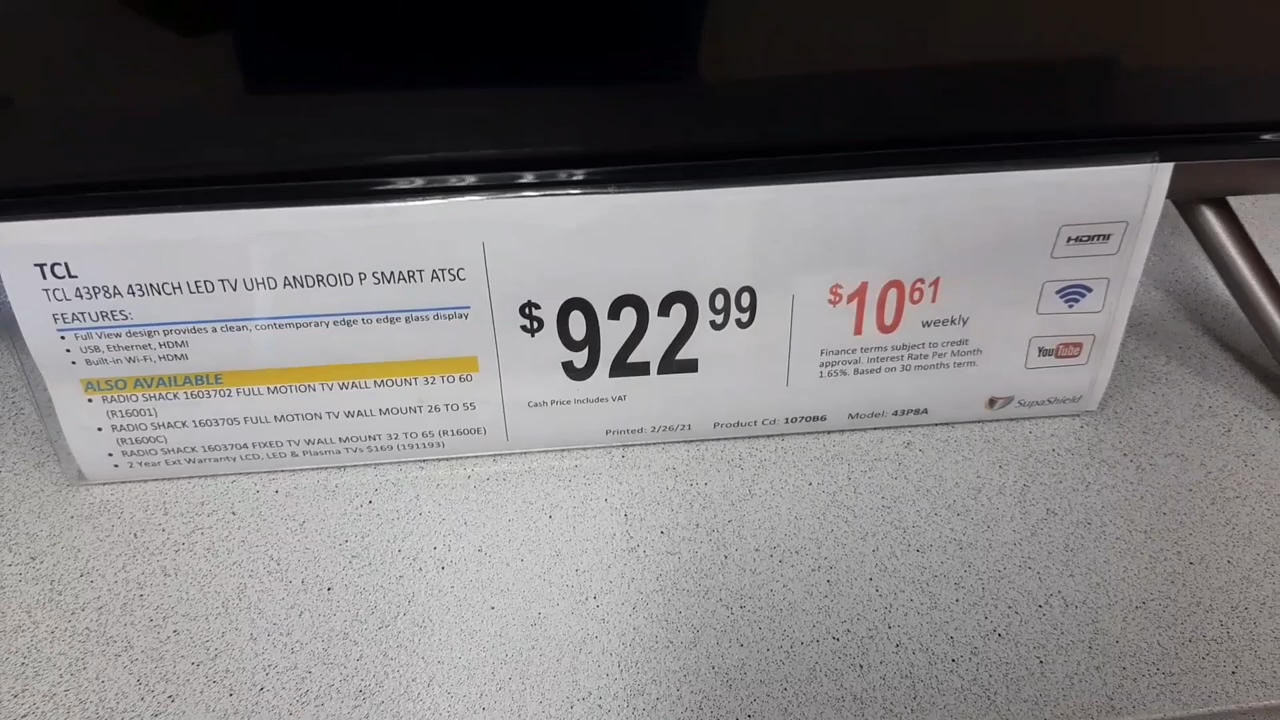 TCL
TCL 43P8A 43INCH LED TV UHD ANDROID P SMART ATSC
FEATURES:
• Full View design provides a clean, contemporary edge to edge glass display
• USB, Ethernet, HDMI
• Built-in Wi-Fi, HDMI
ALSO AVAILABLE
• RADIO SHACK 1603702 FULL MOTION TV WALL MOUNT 32 TO 60
(R16001)
• RADIO SHACK 1603705 FULL MOTION TV WALL MOUNT 26 TO 55
(R1600C)
• RADIO SHACK 1603704 FIXED TV WALL MOUNT 32 TO 65 (R1600E)
• 2 Year Ext Warranty LCD, LED & Plasma TVs $169 (191193)
$922 99
Cash Price Includes VAT
$10 61
weekly
Finance terms subject to credit
approval. Interest Rate Per Month
1.65%. Based on 30 months term.
Printed: 2/26/21 Product Cd: 1070B6 Model: 43P8A
HDMI
YouTube
SupaShield